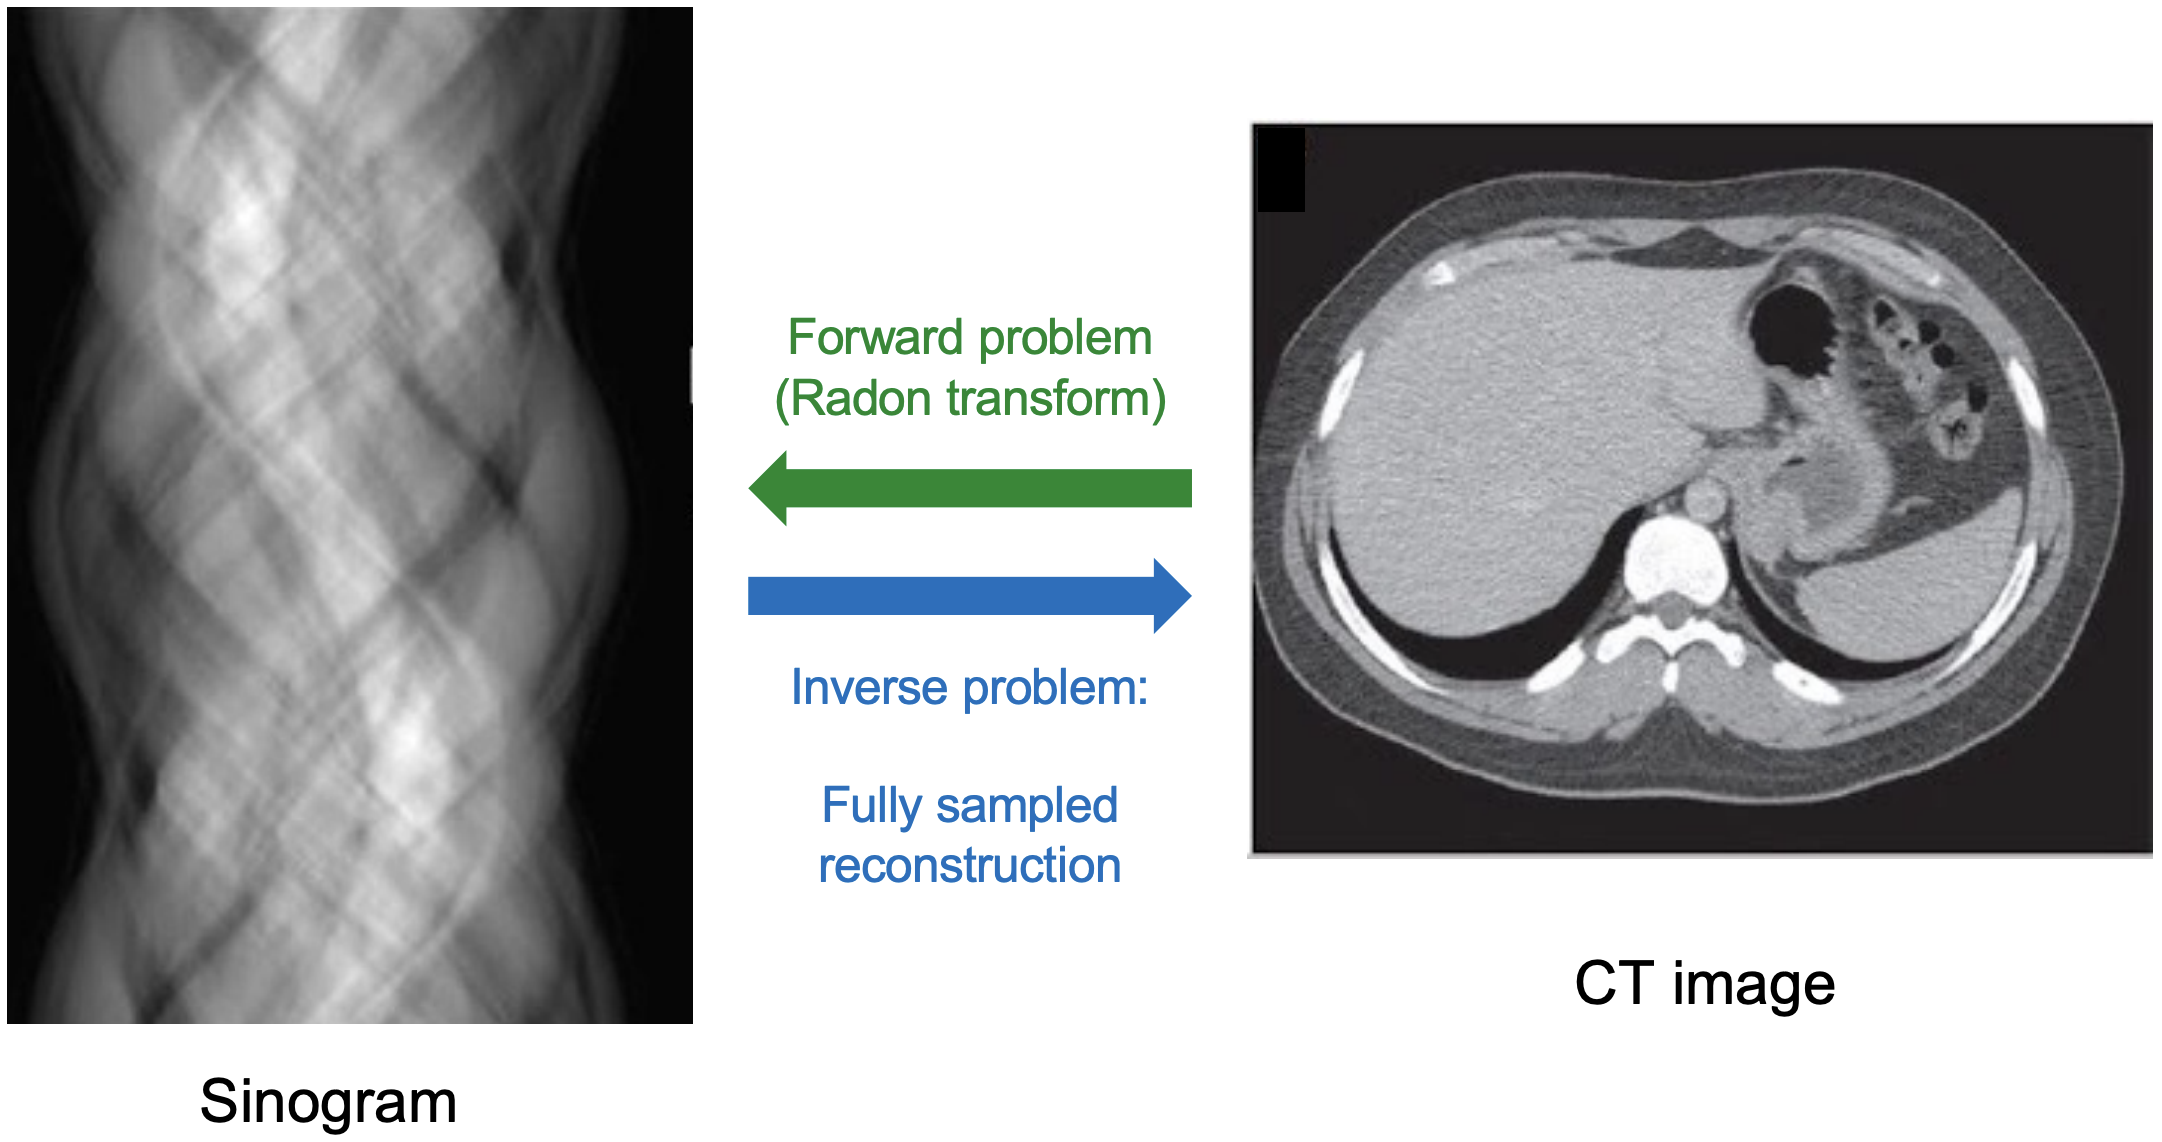 Forward problem
(Radon transform)
Inverse problem:
Fully sampled
reconstruction
CT image
Sinogram